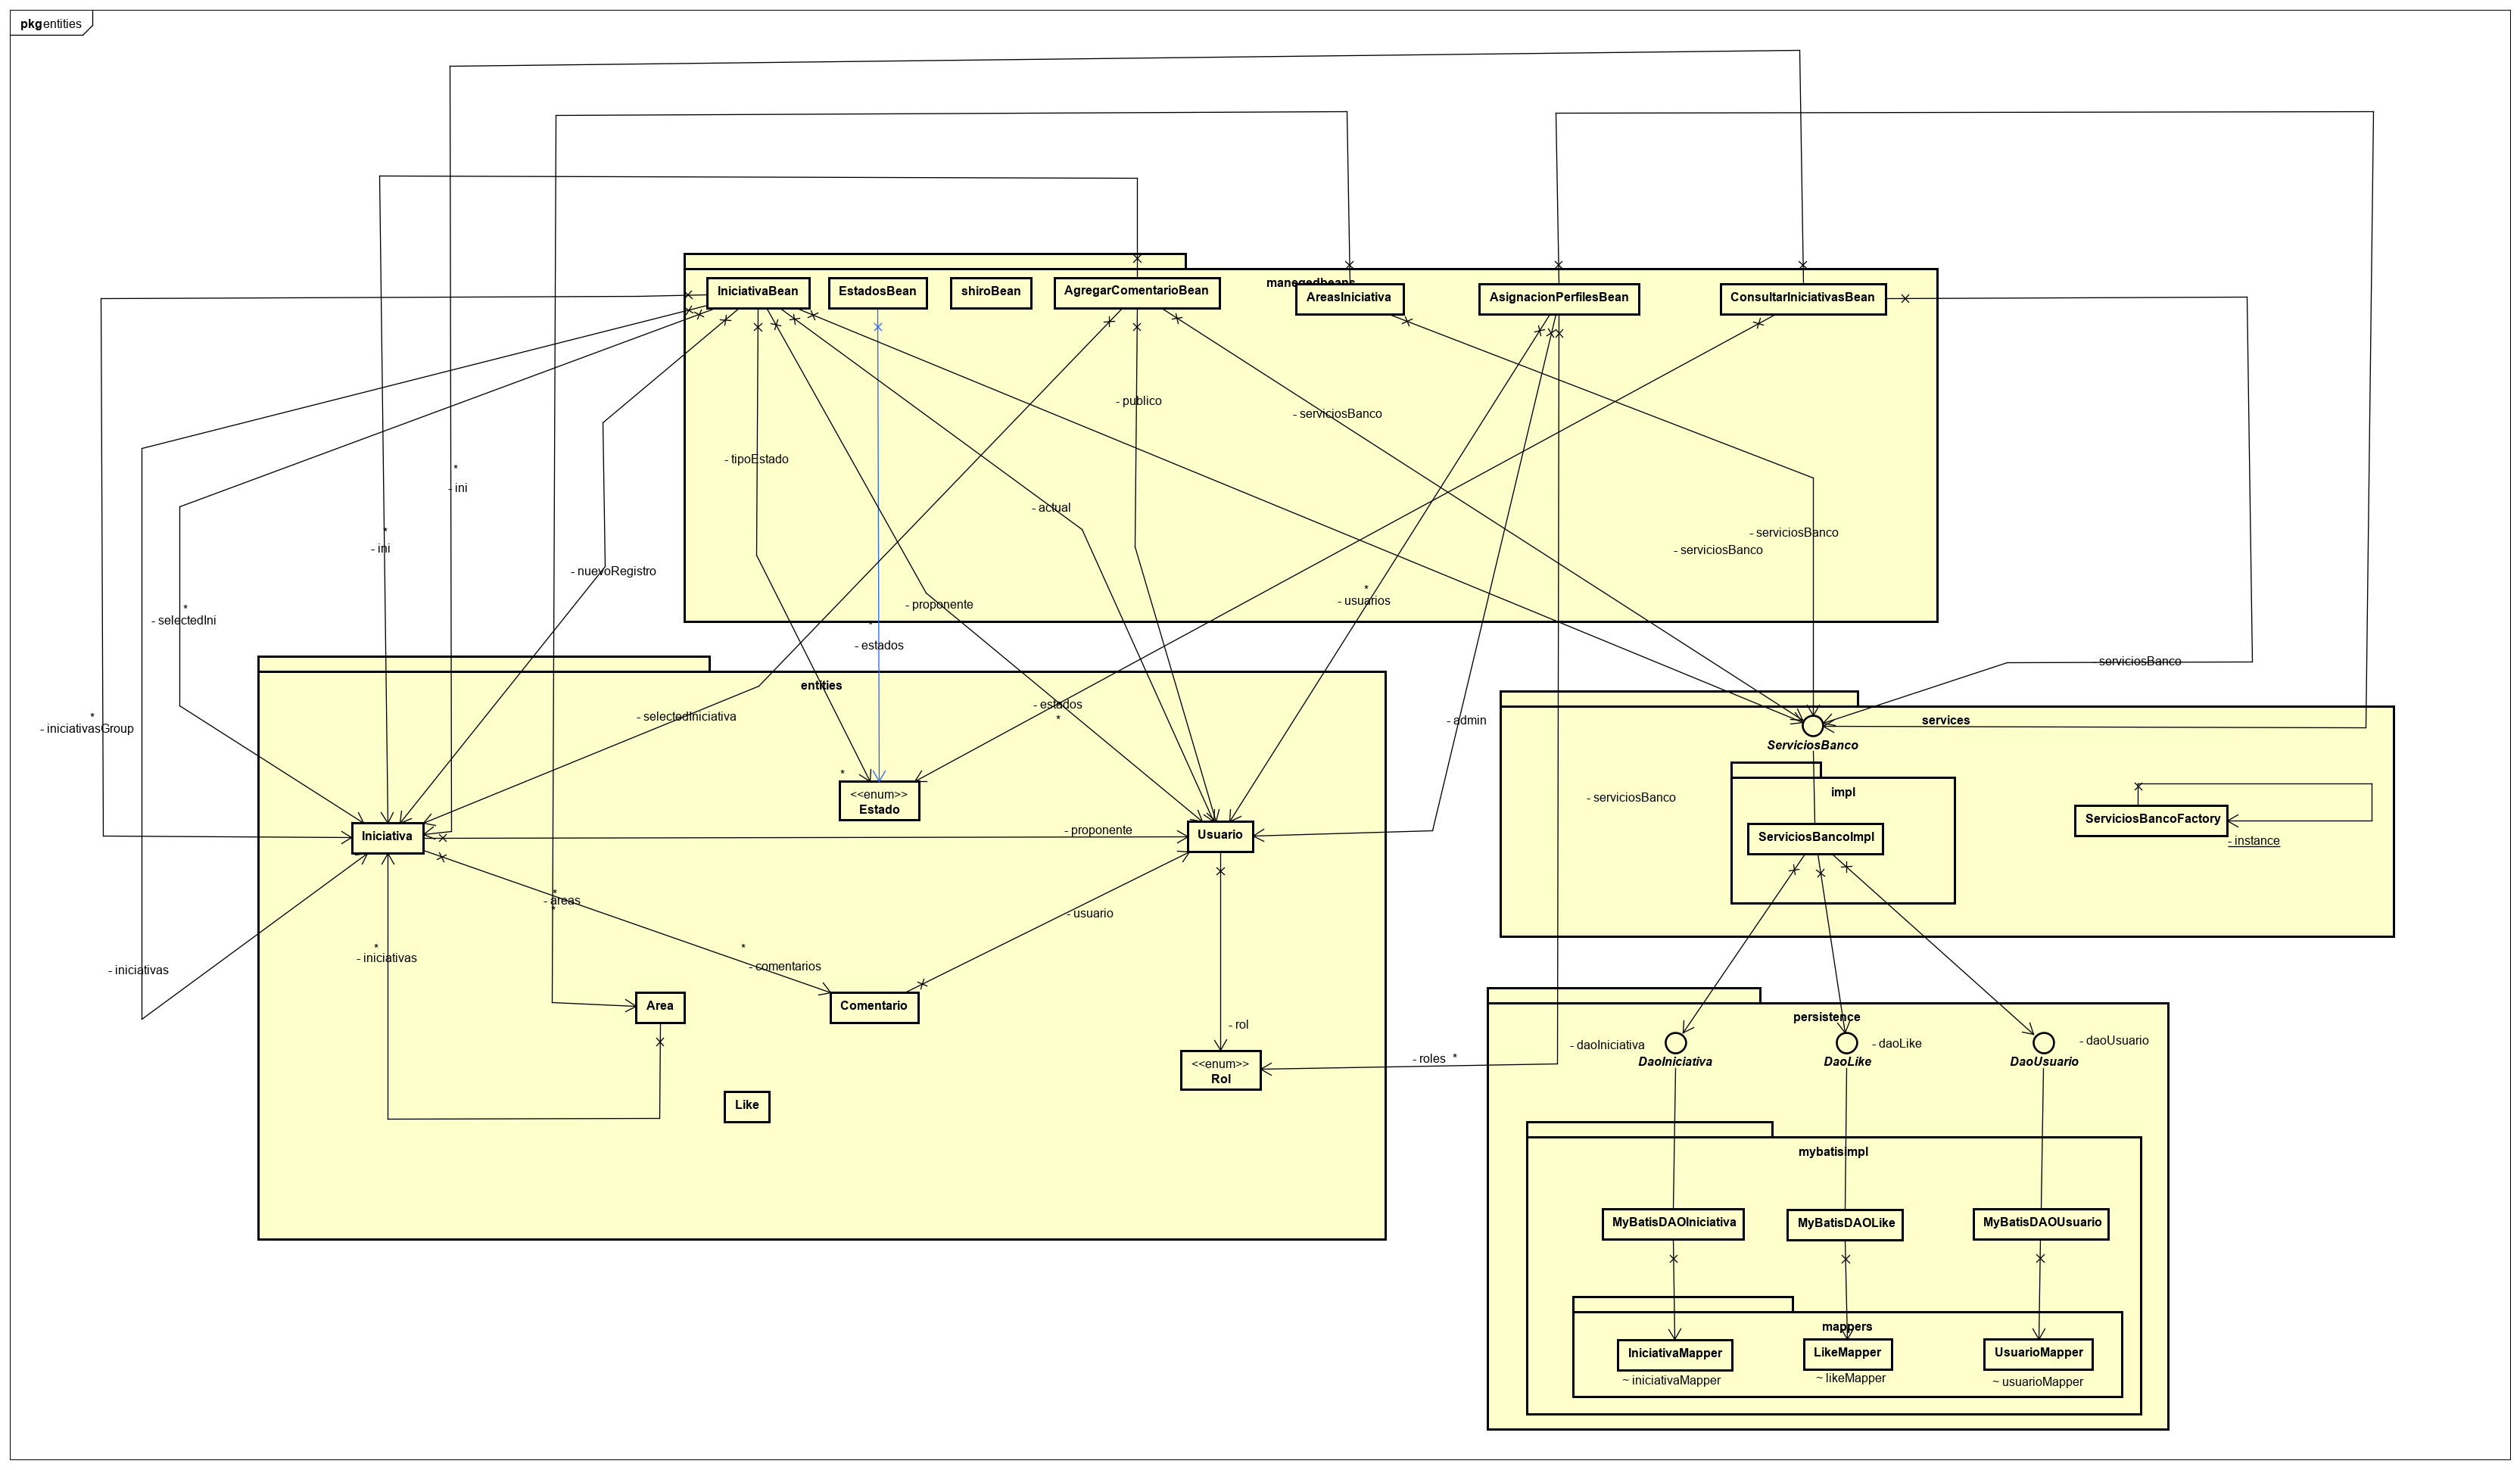 pkg entities
manegedbeans
IniciativaBean
EstadosBean
shiroBean
AgregarComentarioBean
AreasIniciativa
AsignacionPerfilesBean
ConsultarIniciativasBean
- publico
- serviciosBanco
- tipoEstado
*
- ini
- actual
*
- ini
- serviciosBanco
- serviciosBanco
- nuevoRegistro
*
- usuarios
*
- selectedIni
- proponente
*
- estados
- serviciosBanco
entities
- estados
*
- selectedIniciativa
*
- iniciativasGroup
- admin
services
ServiciosBanco
*
<<enum>>
Estado
impl
- serviciosBanco
ServiciosBancoFactory
- instance
Iniciativa
- proponente
Usuario
ServiciosBancoImpl
*
- areas
*
- usuario
*
- iniciativas
*
- comentarios
- iniciativas
Area
Comentario
- rol
persistence
- daoIniciativa
- daoLike
- daoUsuario
DaoIniciativa
DaoLike
DaoUsuario
- roles *
<<enum>>
Rol
Like
mybatisimpl
MyBatisDAOIniciativa
MyBatisDAOLike
MyBatisDAOUsuario
mappers
IniciativaMapper
LikeMapper
UsuarioMapper
~ iniciativaMapper
~ likeMapper
~ usuarioMapper